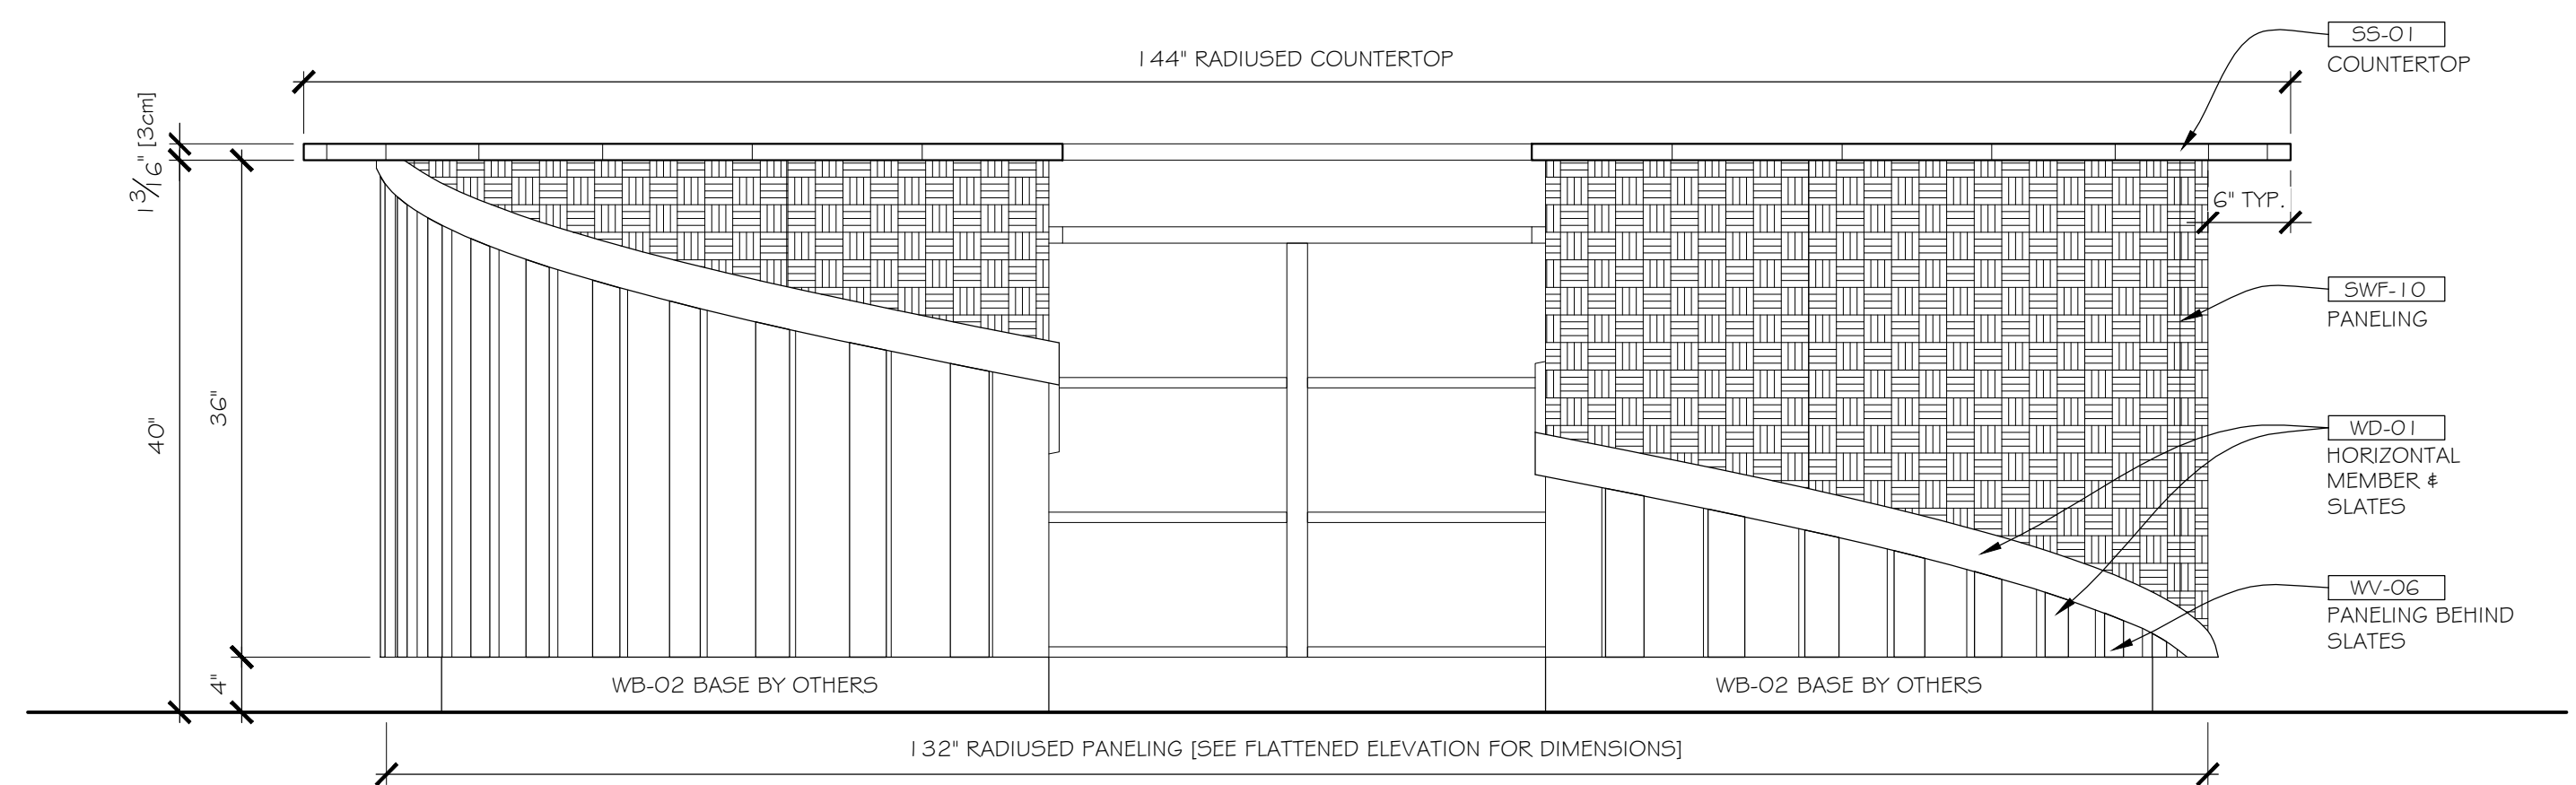 144" RADIUSED COUNTERTOP
SS-01
COUNTERTOP
1 3/16" [3cm]
6" TYP.
SWF-10
PANELING
40"
36"
WD-01
HORIZONTAL
MEMBER &
SLATES
WV-06
PANELING BEHIND
SLATES
4"
WB-02 BASE BY OTHERS
WB-02 BASE BY OTHERS
132" RADIUSED PANELING [SEE FLATTENED ELEVATION FOR DIMENSIONS]